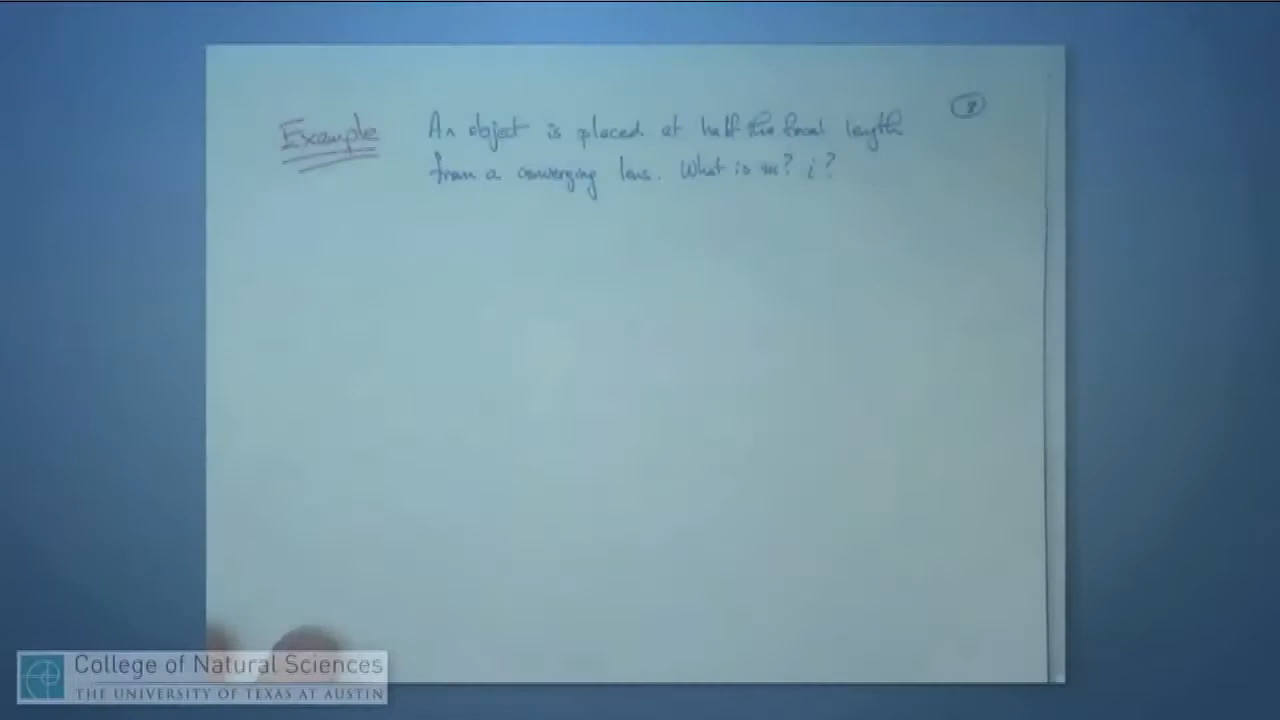 Example An object is placed at half the focal length 8
from a converging lens. What is m? i?
College of Natural Sciences
THE UNIVERSITY OF TEXAS AT AUSTIN